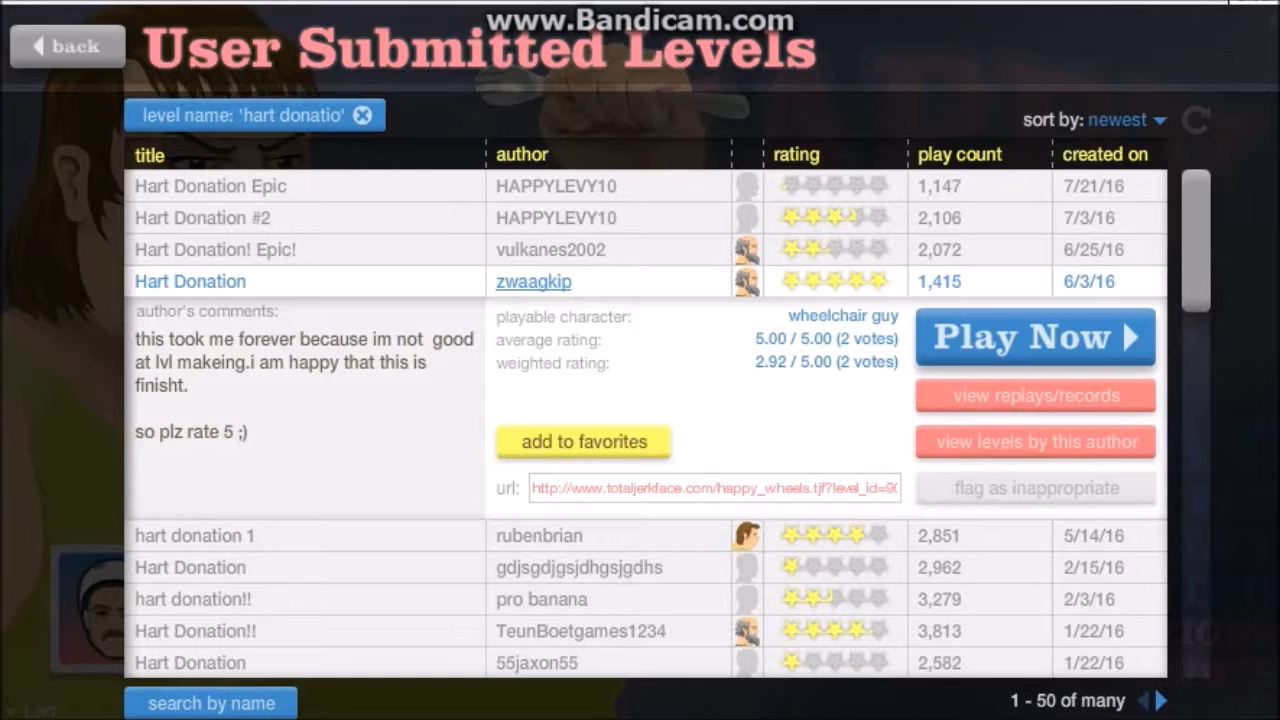 www.Bandicam.com
back
User Submitted Levels
level name: 'hart donatio'
sort by: newest
title author rating play count created on
Hart Donation Epic HAPPYLEVY10 1,147 7/21/16
Hart Donation #2 HAPPYLEVY10 2,106 7/3/16
Hart Donation! Epic! vulkanes2002 2,072 6/25/16
Hart Donation zwaagkip 1,415 6/3/16
author's comments:
this took me forever because im not  good
at lvl makeing.i am happy that this is
finisht.
so plz rate 5 ;)
playable character: wheelchair guy
average rating: 5.00 / 5.00 (2 votes)
weighted rating: 2.92 / 5.00 (2 votes)
add to favorites
url: http://www.totaljerkface.com/happy_wheels.tjf?level_id=9
Play Now
view replays/records
view levels by this author
flag as inappropriate
hart donation 1 rubenbrian 2,851 5/14/16
Hart Donation gdjsgdjgsjdhgsjgdhs 2,962 2/15/16
hart donation!! pro banana 3,279 2/3/16
Hart Donation!! TeunBoetgames1234 3,813 1/22/16
Hart Donation 55jaxon55 2,582 1/22/16
search by name
1 - 50 of many